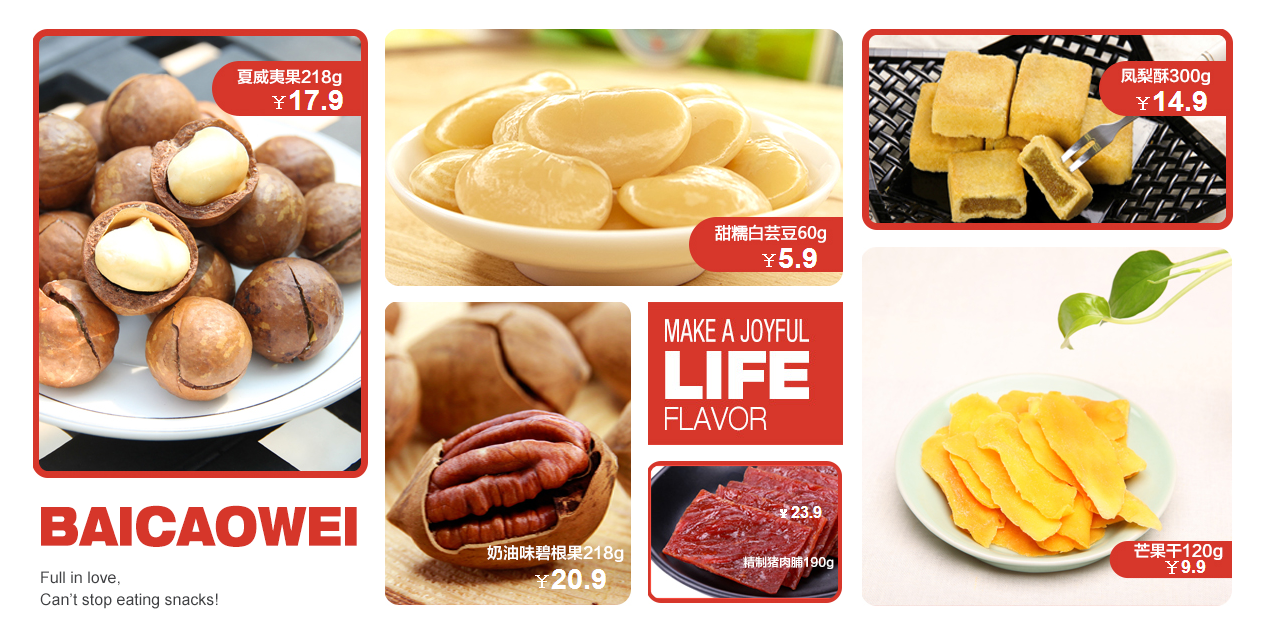 夏威夷果218g
¥17.9
BAICAOWEI
Full in love,
Can't stop eating snacks!
甜糯白芸豆60g
¥5.9
奶油味碧根果218g
¥20.9
MAKE A JOYFUL
LIFE
FLAVOR
¥23.9
精制猪肉脯190g
凤梨酥300g
¥14.9
芒果干120g
¥9.9